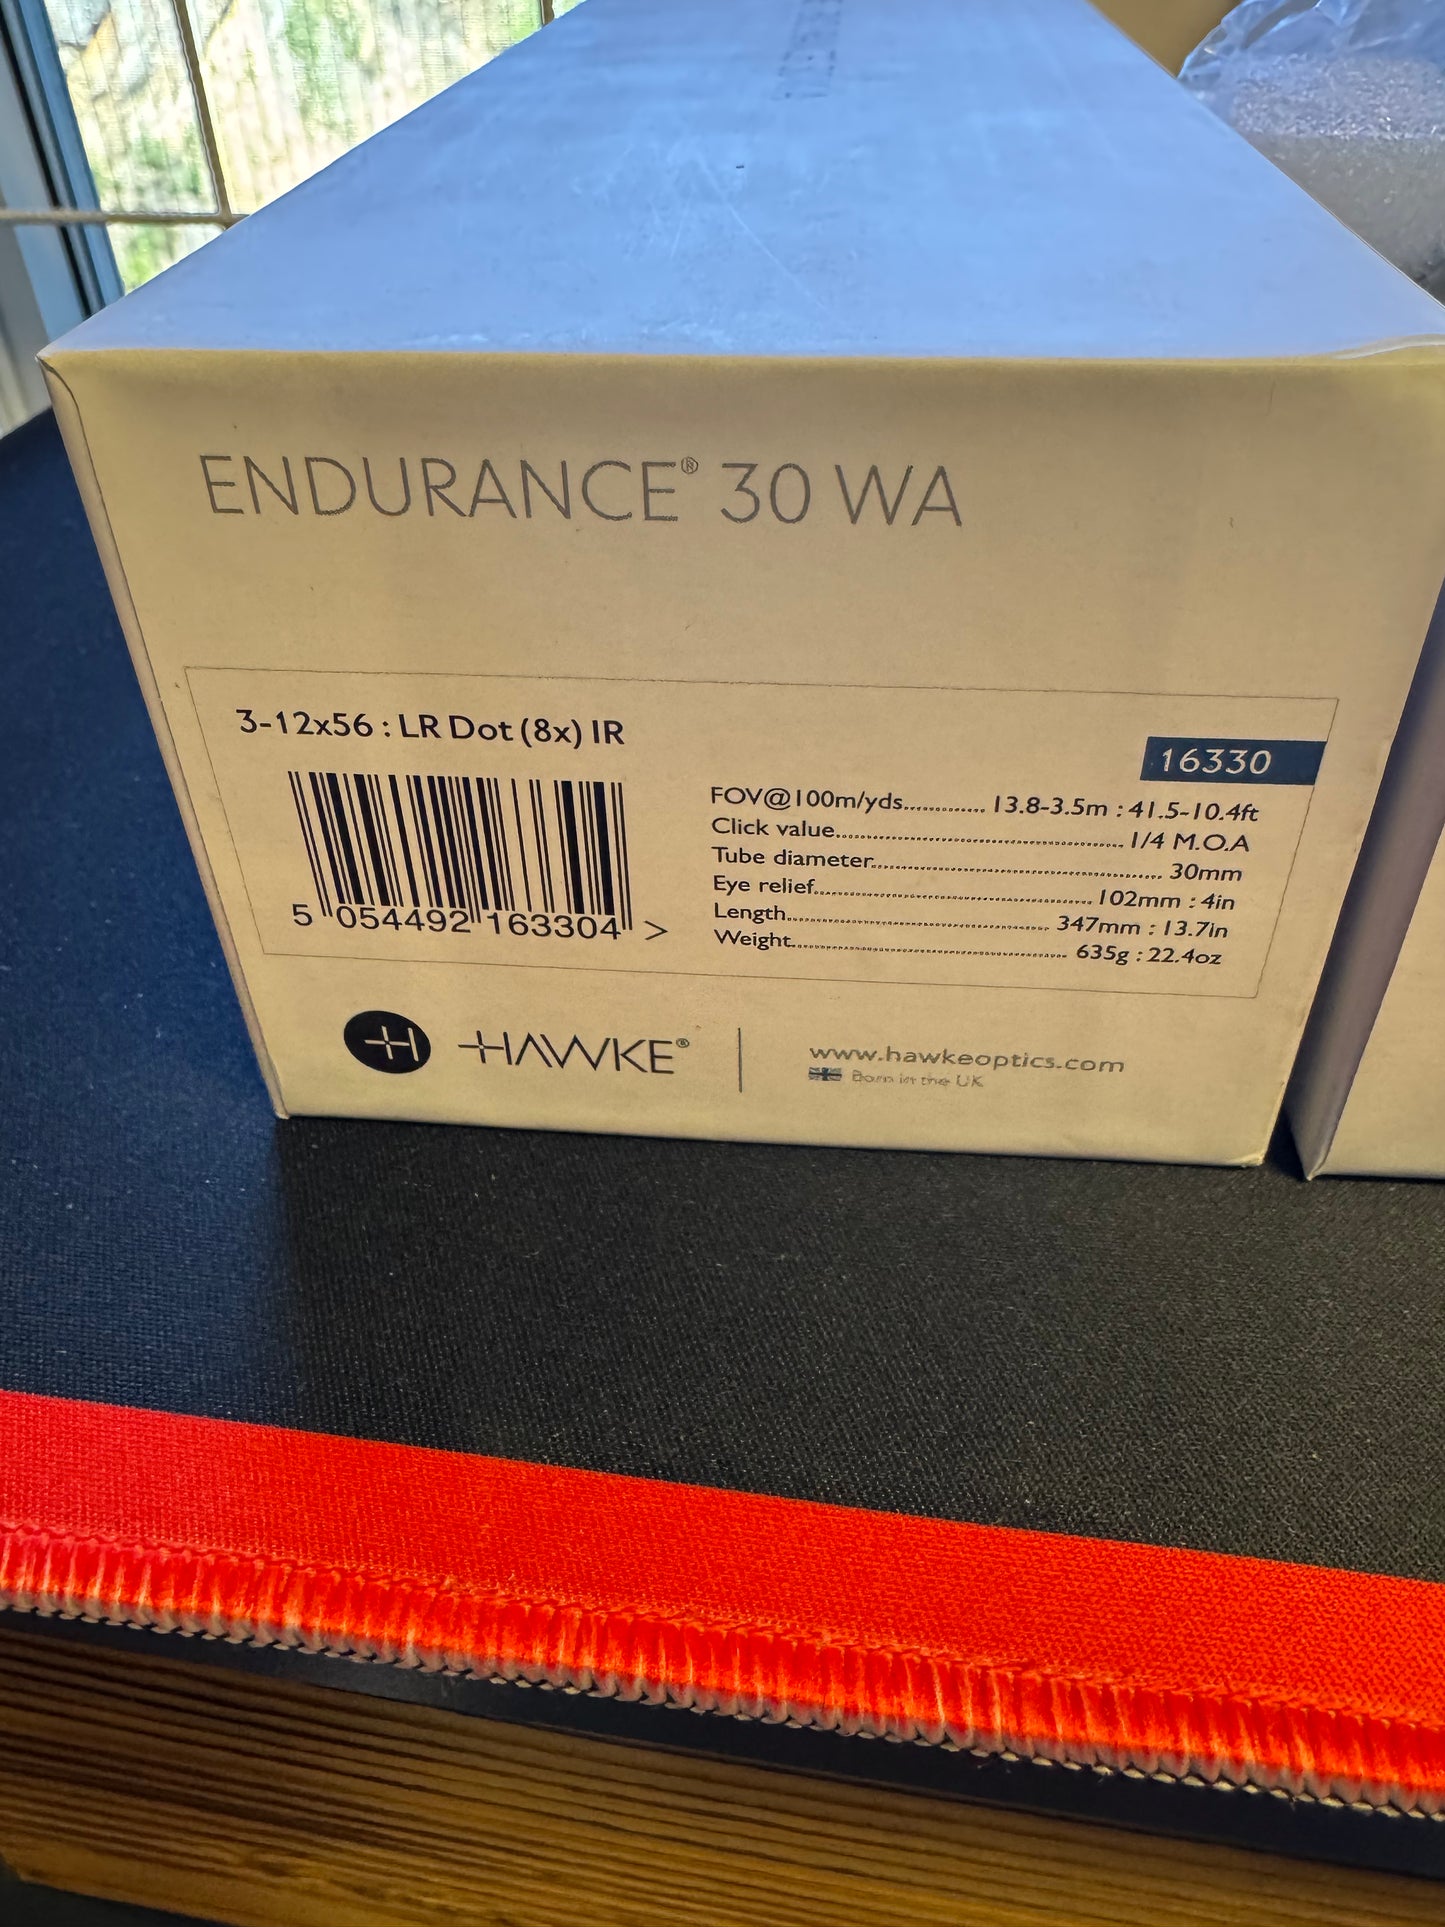 ENDURANCE® 30 WA
3-12x56 : LR Dot (8x) IR
16330
FOV@100m/yds............. 13.8-3.5m : 41.5-10.4ft
Click value............................................. 1/4 M.O.A
Tube diameter............................................. 30mm
Eye relief........................................... 102mm : 4in
Length......................................... 347mm : 13.7in
Weight........................................... 635g : 22.4oz
5 054492 163304 >
HAWKE®
www.hawkeoptics.com
Born in the UK